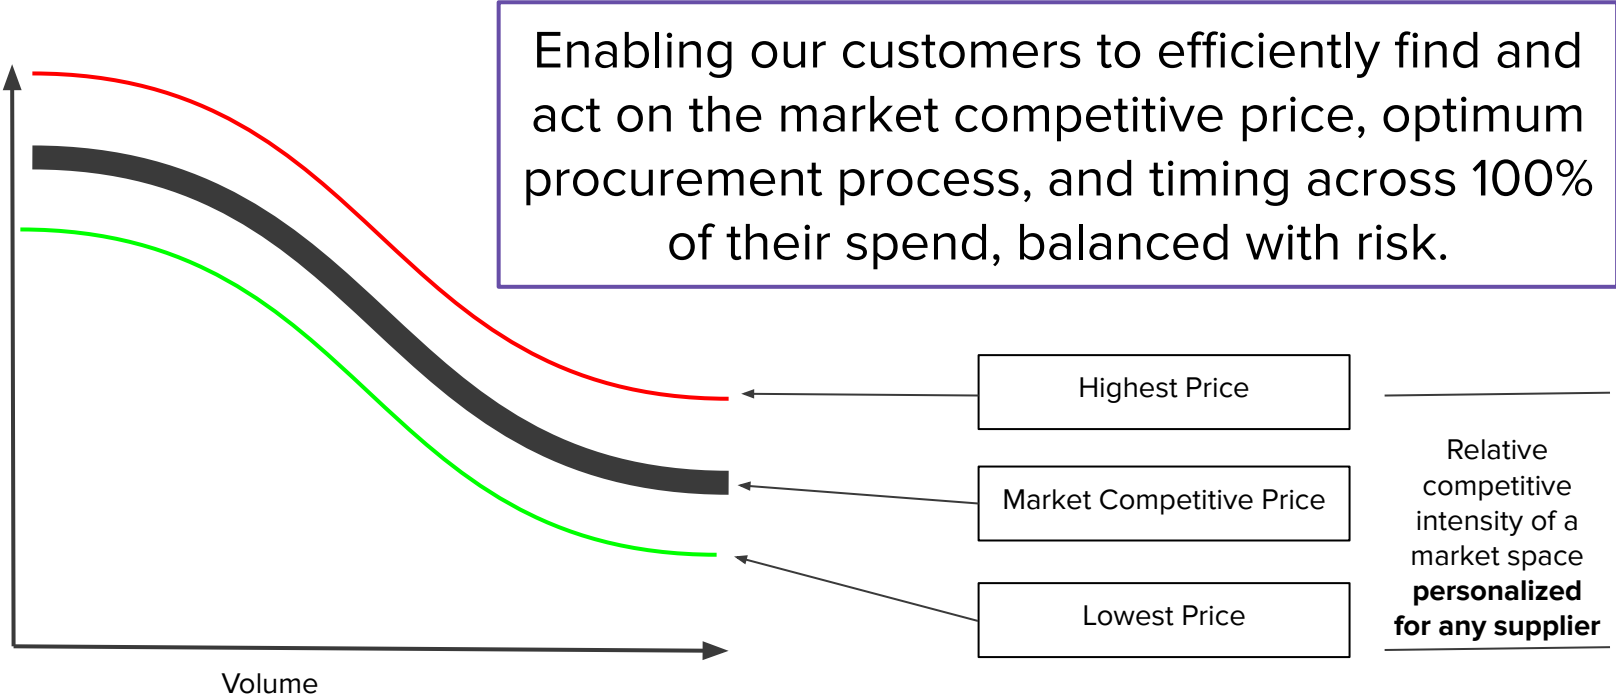 Enabling our customers to efficiently find and
act on the market competitive price, optimum
procurement process, and timing across 100%
of their spend, balanced with risk.
Highest Price
Market Competitive Price
Lowest Price
Relative
competitive
intensity of a
market space
personalized
for any supplier
Volume